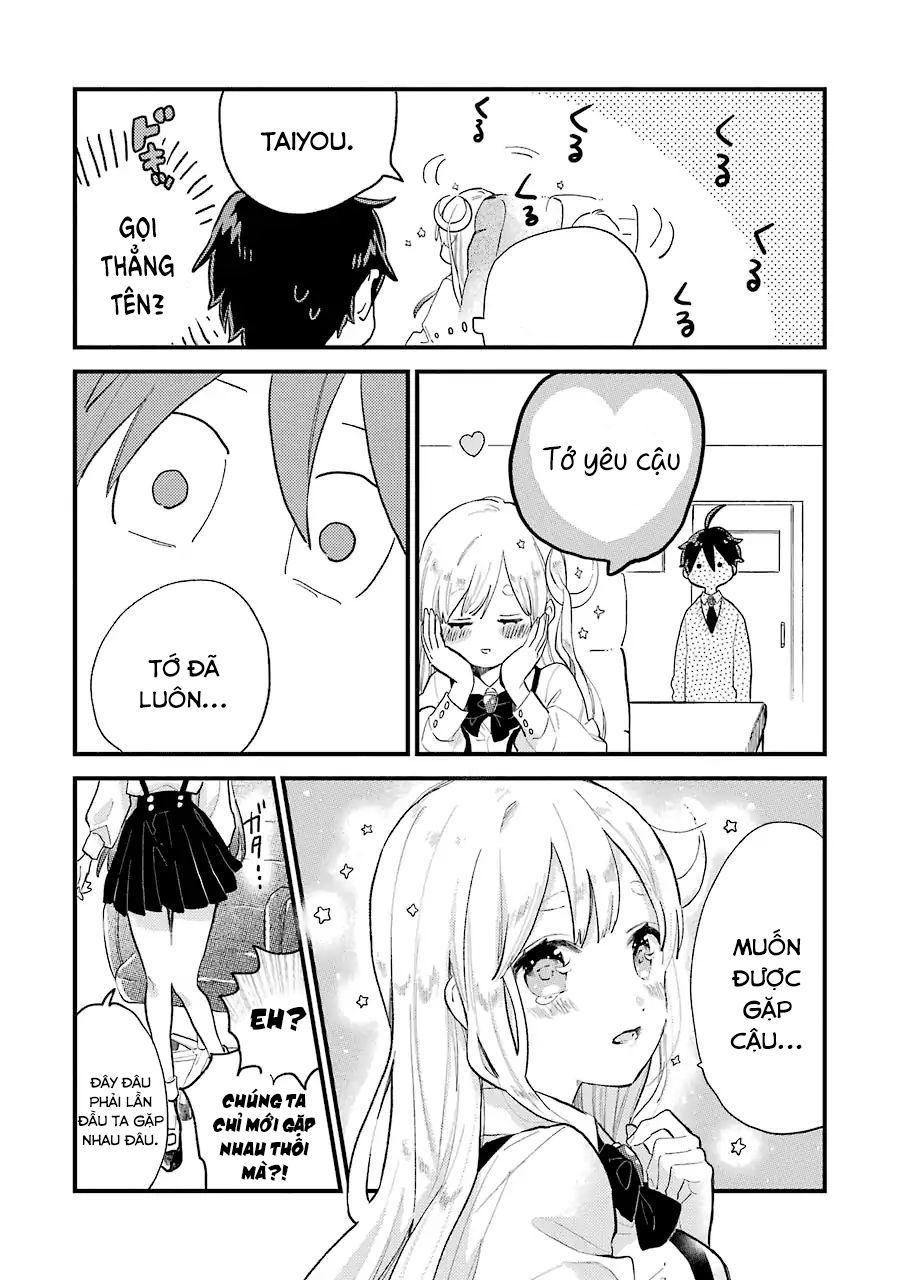 くる
くる
くる
くる
くる
TAIYOU.
ドキッ
GỌI
THẲNG
TÊN?
Tớ yêu cậu
TỚ ĐÃ
LUÔN...
MUỐN
ĐƯỢC
GẶP
CẬU...
ガタ...
EH?
CHÚNG TA
CHỈ MỚI GẶP
NHAU THÔI
MÀ?!
ĐÂY ĐÂU
PHẢI LẦN
ĐẦU TA GẶP
NHAU ĐÂU.